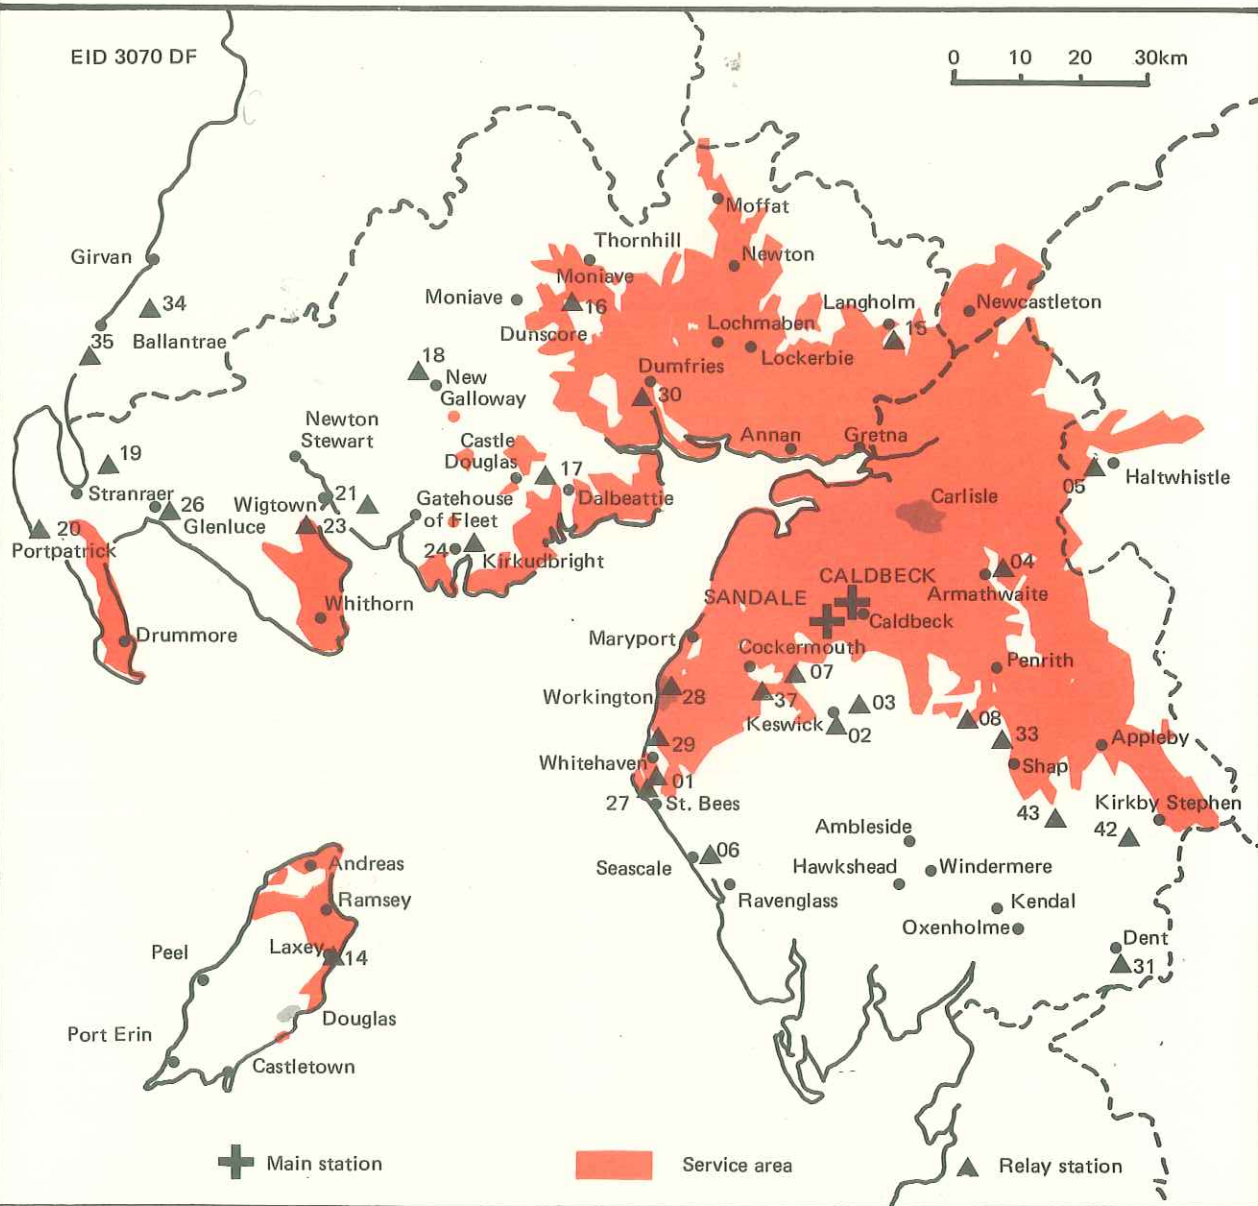 EID 3070 DF
0 10 20 30km
Moffat
Thornhill
Girvan
Newton
Moniave
Moniave
16
34
Langholm
Newcastleton
Dunscore
Lochmaben
15
35
Ballantrae
Lockerbie
18
Dumfries
New
Galloway
30
Newton
Stewart
Castle
Douglas
Annan
Gretna
19
17
05
Haltwhistle
Stranraer
Dalbeattie
Carlisle
26
Glenluce
Wigtown
21
Gatehouse
of Fleet
20
Portpatrick
23
24
Kirkudbright
04
CALDBECK
Armathwaite
SANDALE
Whithorn
Caldbeck
Drummore
Maryport
Cockermouth
Penrith
07
Workington
28
37
03
Keswick
02
08
33
Appleby
29
Whitehaven
Shap
01
27
St. Bees
43
Kirkby Stephen
42
Ambleside
06
Seascale
Hawkshead
Windermere
Andreas
Ravenglass
Kendal
Ramsey
Oxenholme
Dent
31
Peel
Laxey
14
Douglas
Port Erin
Castletown
Main station
Service area
Relay station